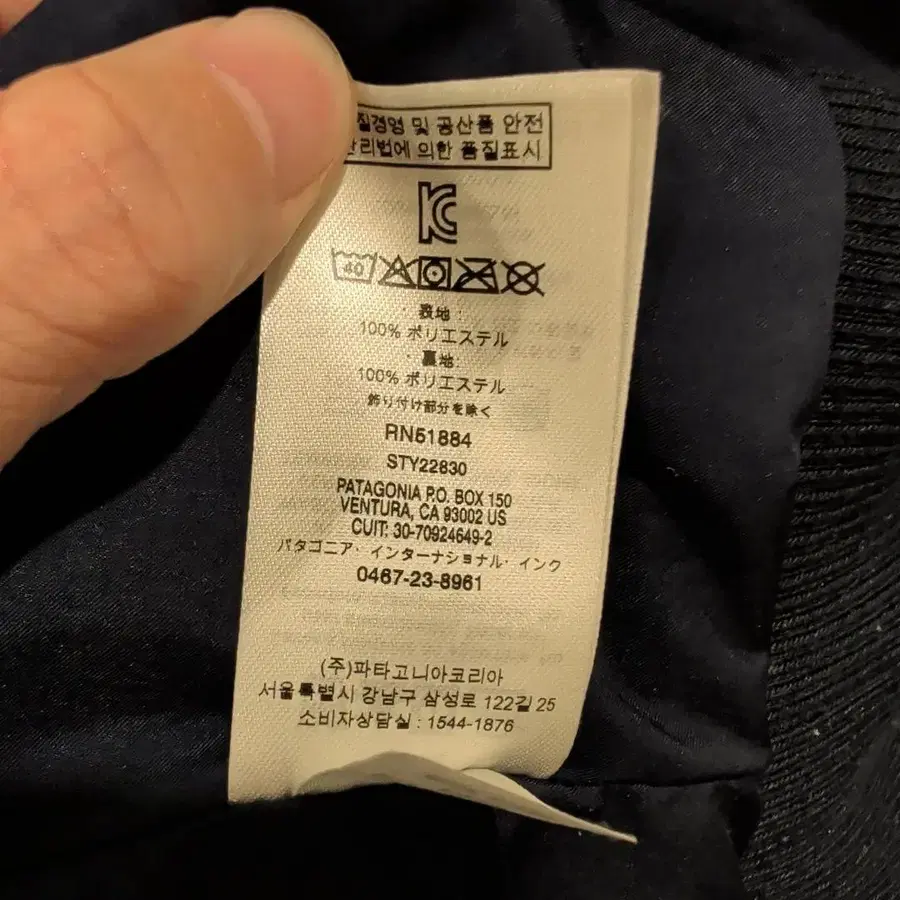 질경영 및 공산품 안전
관리법에 의한 품질표시
40
· 表地 ·
100% ポリエステル
· 裏地
100% ポリエステル
飾り付け部分を除く
RN51884
STY22830
PATAGONIA P.O. BOX 150
VENTURA, CA 93002 US
CUIT: 30-70924649-2
パタゴニア · インターナショナル · インク
0467-23-8961
(주)파타고니아코리아
서울특별시 강남구 삼성로 122길 25
소비자상담실 : 1544-1876